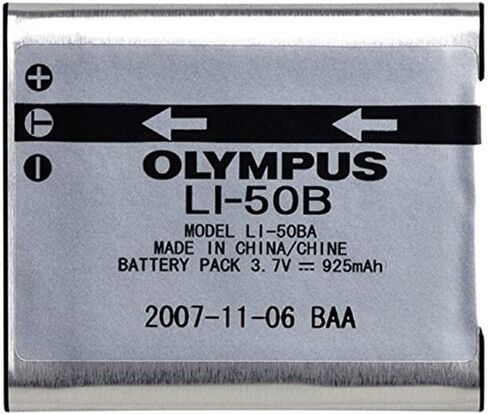 OLYMPUS
LI-50B
MODEL LI-50BA
MADE IN CHINA/CHINE
BATTERY PACK 3.7V ⎓ 925mAh
2007-11-06 BAA